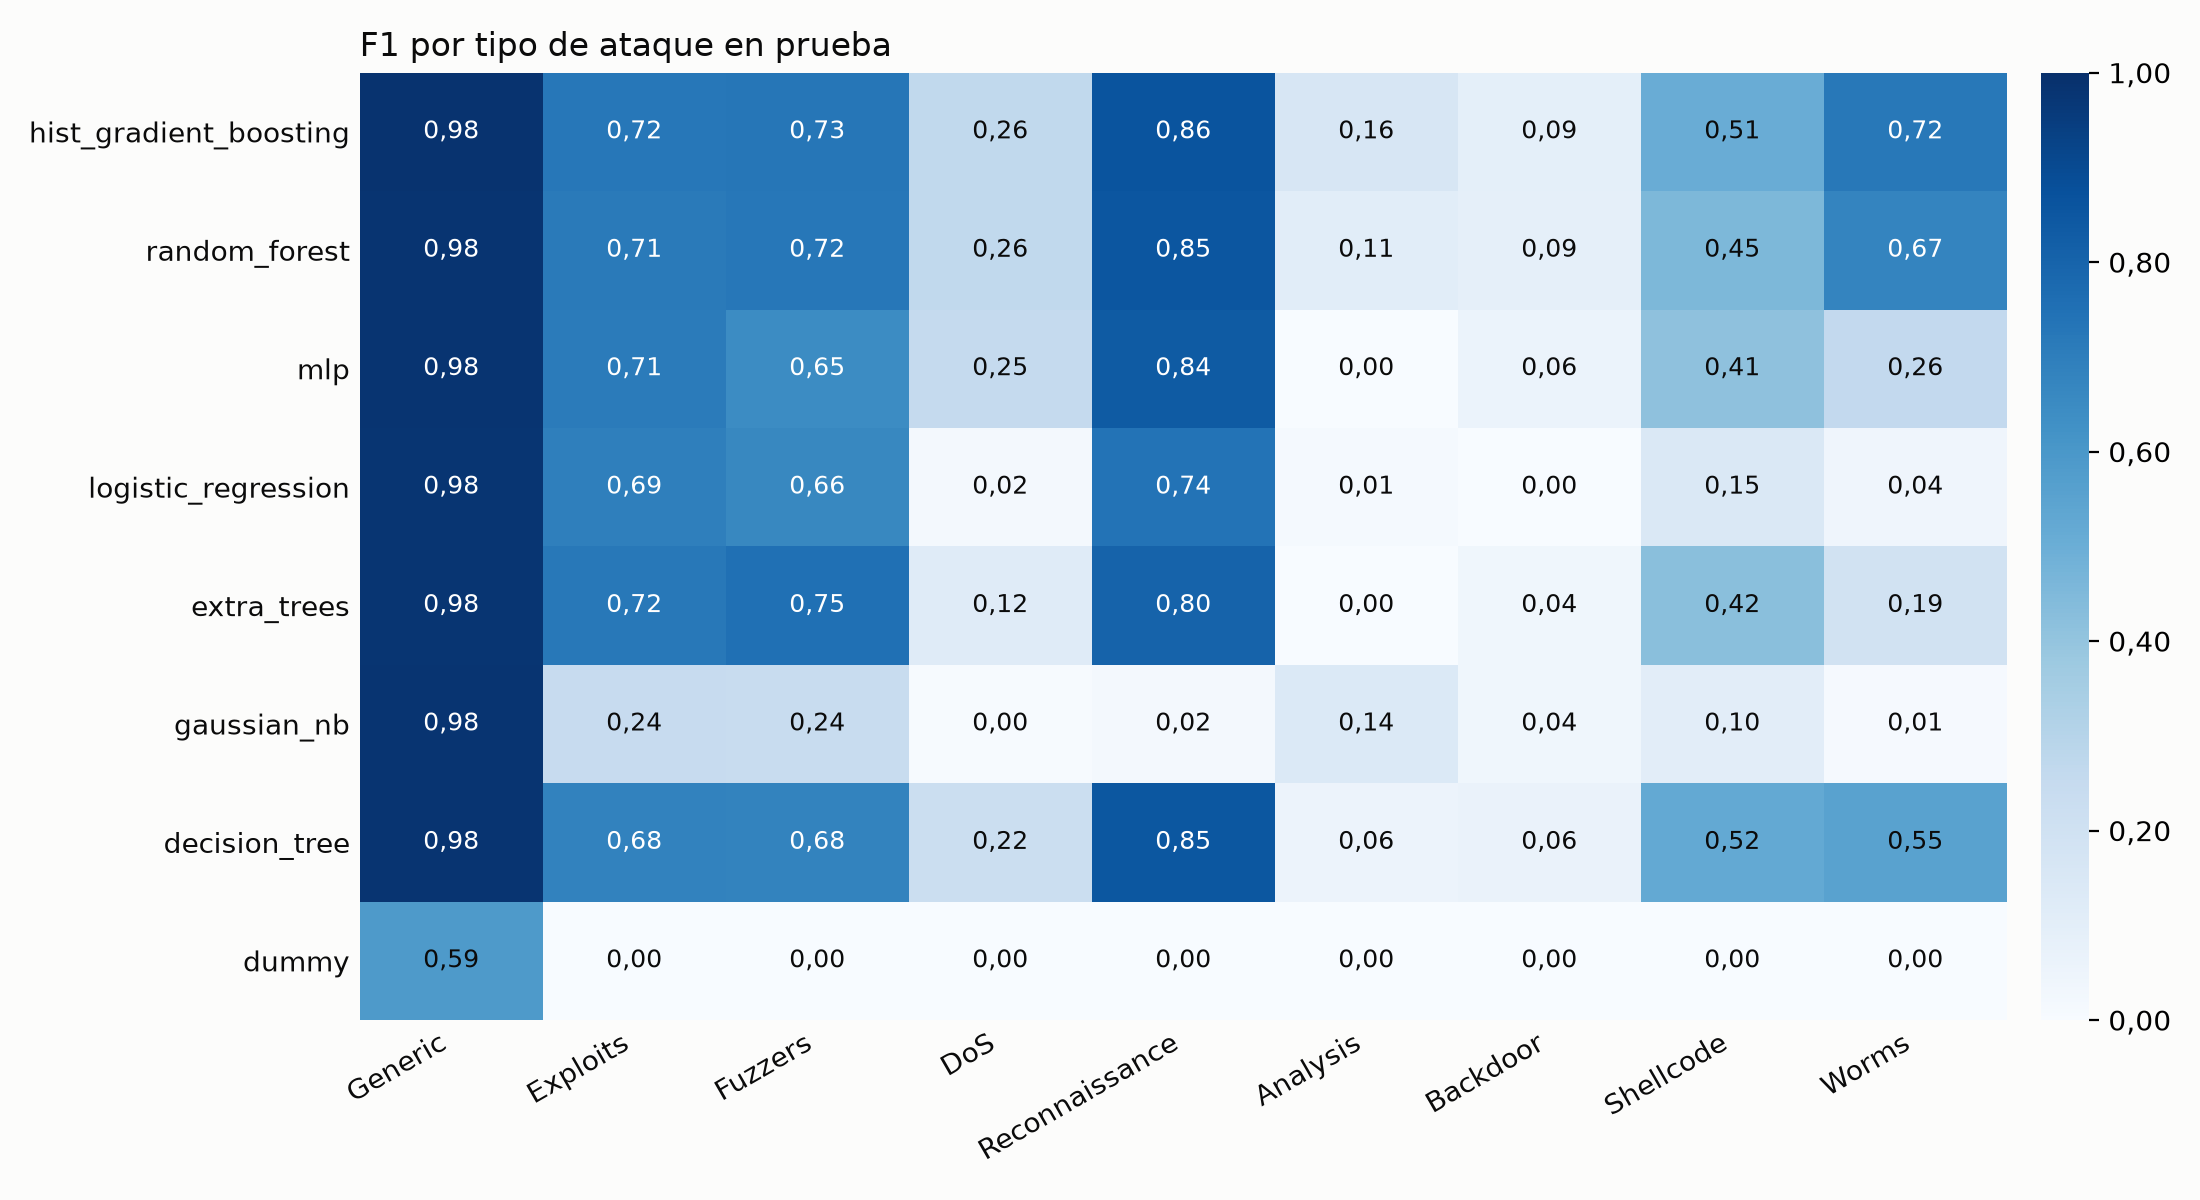 F1 por tipo de ataque en prueba
hist_gradient_boosting 0,98 0,72 0,73 0,26 0,86 0,16 0,09 0,51 0,72
random_forest 0,98 0,71 0,72 0,26 0,85 0,11 0,09 0,45 0,67
mlp 0,98 0,71 0,65 0,25 0,84 0,00 0,06 0,41 0,26
logistic_regression 0,98 0,69 0,66 0,02 0,74 0,01 0,00 0,15 0,04
extra_trees 0,98 0,72 0,75 0,12 0,80 0,00 0,04 0,42 0,19
gaussian_nb 0,98 0,24 0,24 0,00 0,02 0,14 0,04 0,10 0,01
decision_tree 0,98 0,68 0,68 0,22 0,85 0,06 0,06 0,52 0,55
dummy 0,59 0,00 0,00 0,00 0,00 0,00 0,00 0,00 0,00
Generic Exploits Fuzzers DoS Reconnaissance Analysis Backdoor Shellcode Worms
1,00
0,80
0,60
0,40
0,20
0,00